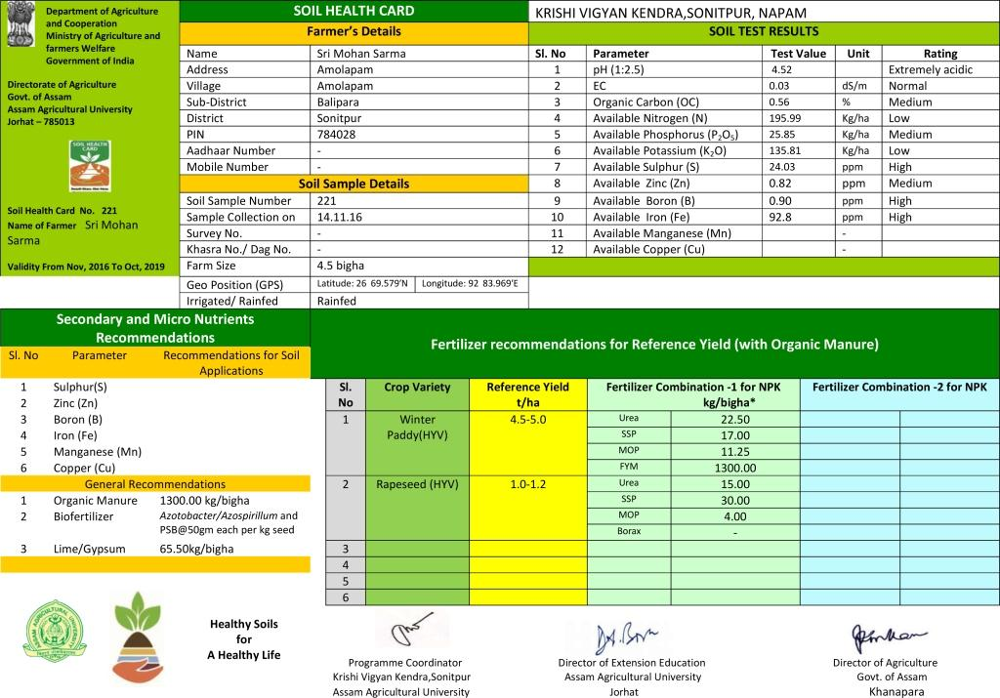 Department of Agriculture
and Cooperation
Ministry of Agriculture and
farmers Welfare
Government of India
Directorate of Agriculture
Govt. of Assam
Assam Agricultural University
Jorhat – 785013
SOIL HEALTH
CARD
Soil Health Card No. 221
Name of Farmer Sri Mohan
Sarma
Validity From Nov, 2016 To Oct, 2019
SOIL HEALTH CARD
Farmer's Details
Name Sri Mohan Sarma
Address Amolapam
Village Amolapam
Sub-District Balipara
District Sonitpur
PIN 784028
Aadhaar Number -
Mobile Number -
Soil Sample Details
Soil Sample Number 221
Sample Collection on 14.11.16
Survey No. -
Khasra No./ Dag No. -
Farm Size 4.5 bigha
Geo Position (GPS) Latitude: 26 69.579'N Longitude: 92 83.969'E
Irrigated/ Rainfed Rainfed
KRISHI VIGYAN KENDRA,SONITPUR, NAPAM
SOIL TEST RESULTS
Sl. No Parameter Test Value Unit Rating
1 pH (1:2.5) 4.52 Extremely acidic
2 EC 0.03 dS/m Normal
3 Organic Carbon (OC) 0.56 % Medium
4 Available Nitrogen (N) 195.99 Kg/ha Low
5 Available Phosphorus (P₂O₅) 25.85 Kg/ha Medium
6 Available Potassium (K₂O) 135.81 Kg/ha Low
7 Available Sulphur (S) 24.03 ppm High
8 Available Zinc (Zn) 0.82 ppm Medium
9 Available Boron (B) 0.90 ppm High
10 Available Iron (Fe) 92.8 ppm High
11 Available Manganese (Mn) -
12 Available Copper (Cu) -
Secondary and Micro Nutrients
Recommendations
Sl. No Parameter Recommendations for Soil
Applications
1 Sulphur(S)
2 Zinc (Zn)
3 Boron (B)
4 Iron (Fe)
5 Manganese (Mn)
6 Copper (Cu)
General Recommendations
1 Organic Manure 1300.00 kg/bigha
2 Biofertilizer Azotobacter/Azospirillum and
PSB@50gm each per kg seed
3 Lime/Gypsum 65.50kg/bigha
Fertilizer recommendations for Reference Yield (with Organic Manure)
Sl. Crop Variety Reference Yield Fertilizer Combination -1 for NPK Fertilizer Combination -2 for NPK
No t/ha kg/bigha*
1 Winter 4.5-5.0 Urea 22.50
Paddy(HYV) SSP 17.00
MOP 11.25
FYM 1300.00
2 Rapeseed (HYV) 1.0-1.2 Urea 15.00
SSP 30.00
MOP 4.00
Borax -
3
4
5
6
Healthy Soils
for
A Healthy Life
Programme Coordinator
Krishi Vigyan Kendra,Sonitpur
Assam Agricultural University
Director of Extension Education
Assam Agricultural University
Jorhat
Director of Agriculture
Govt. of Assam
Khanapara